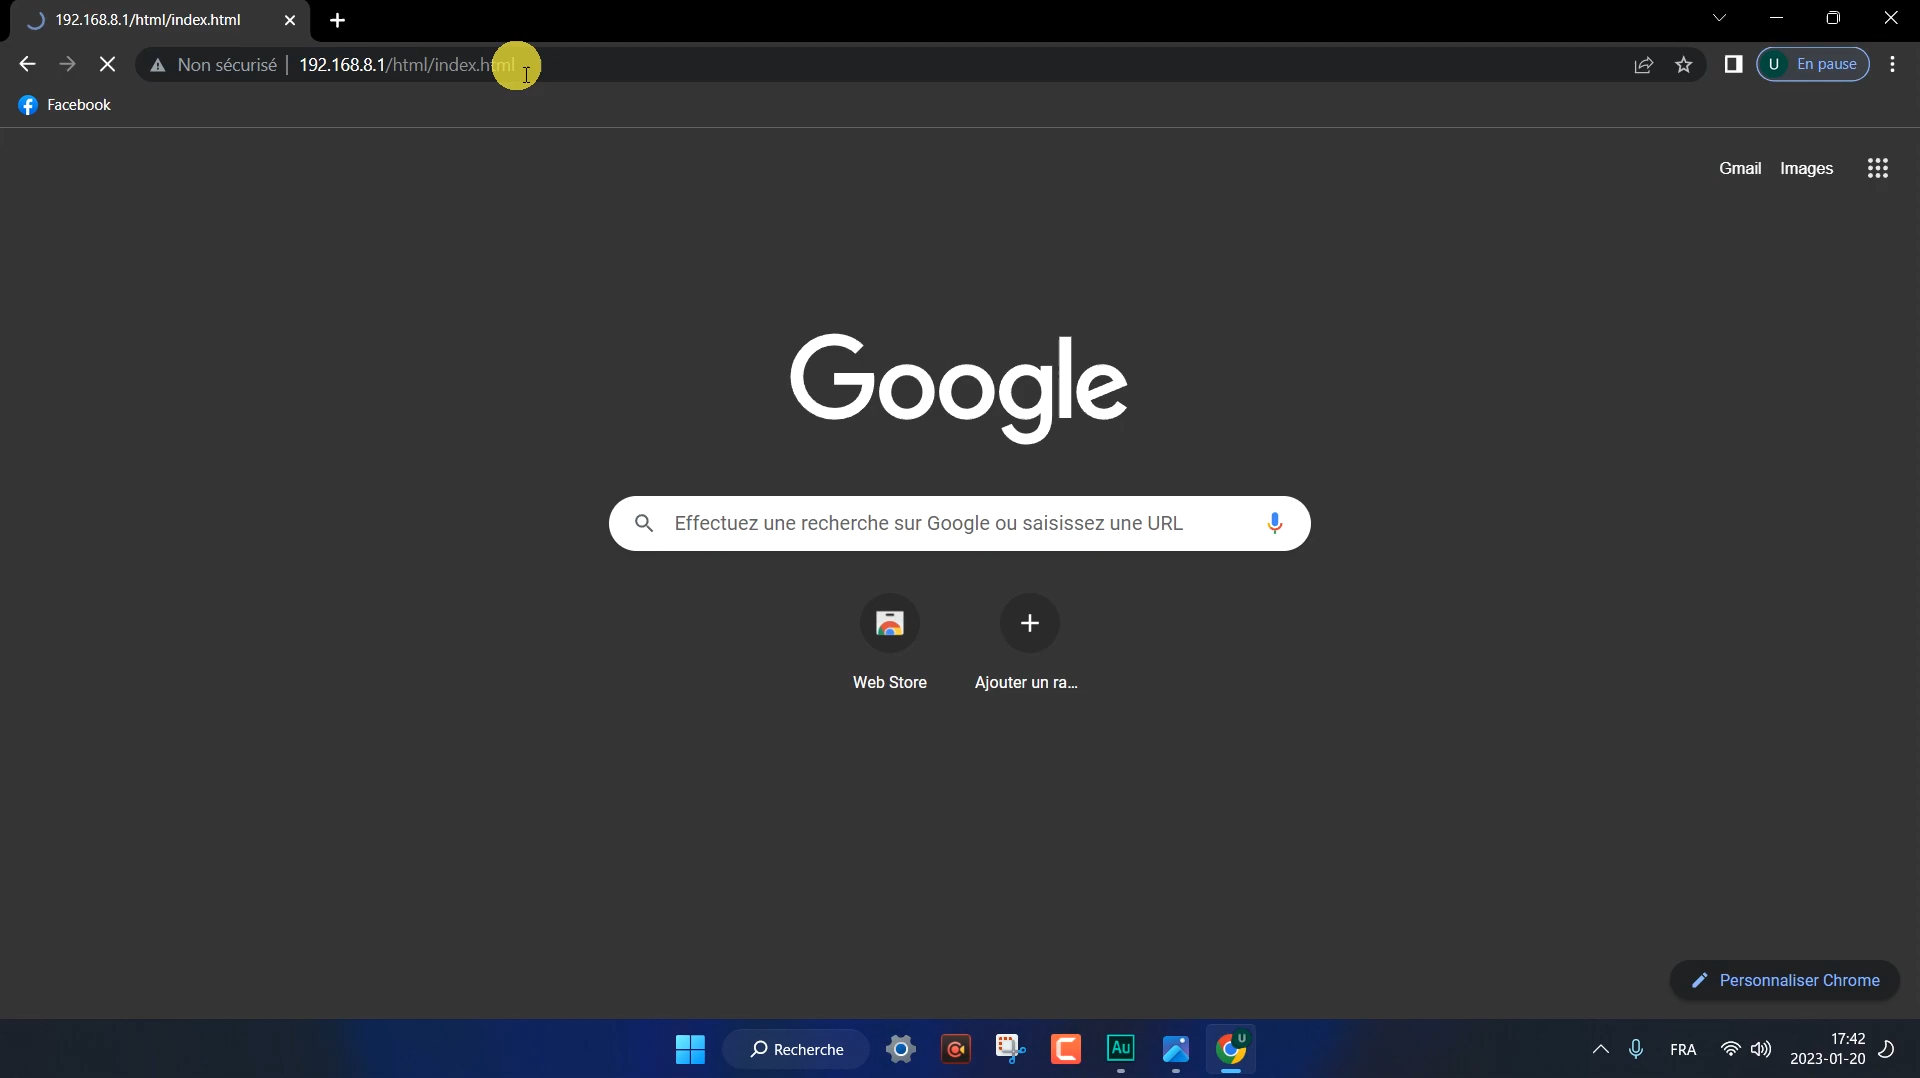 192.168.8.1/html/index.html
Non sécurisé
192.168.8.1/html/index.html
U
En pause
Facebook
Gmail
Images
Google
Effectuez une recherche sur Google ou saisissez une URL
Web Store
Ajouter un ra...
Personnaliser Chrome
Recherche
Au
U
FRA
17:42
2023-01-20